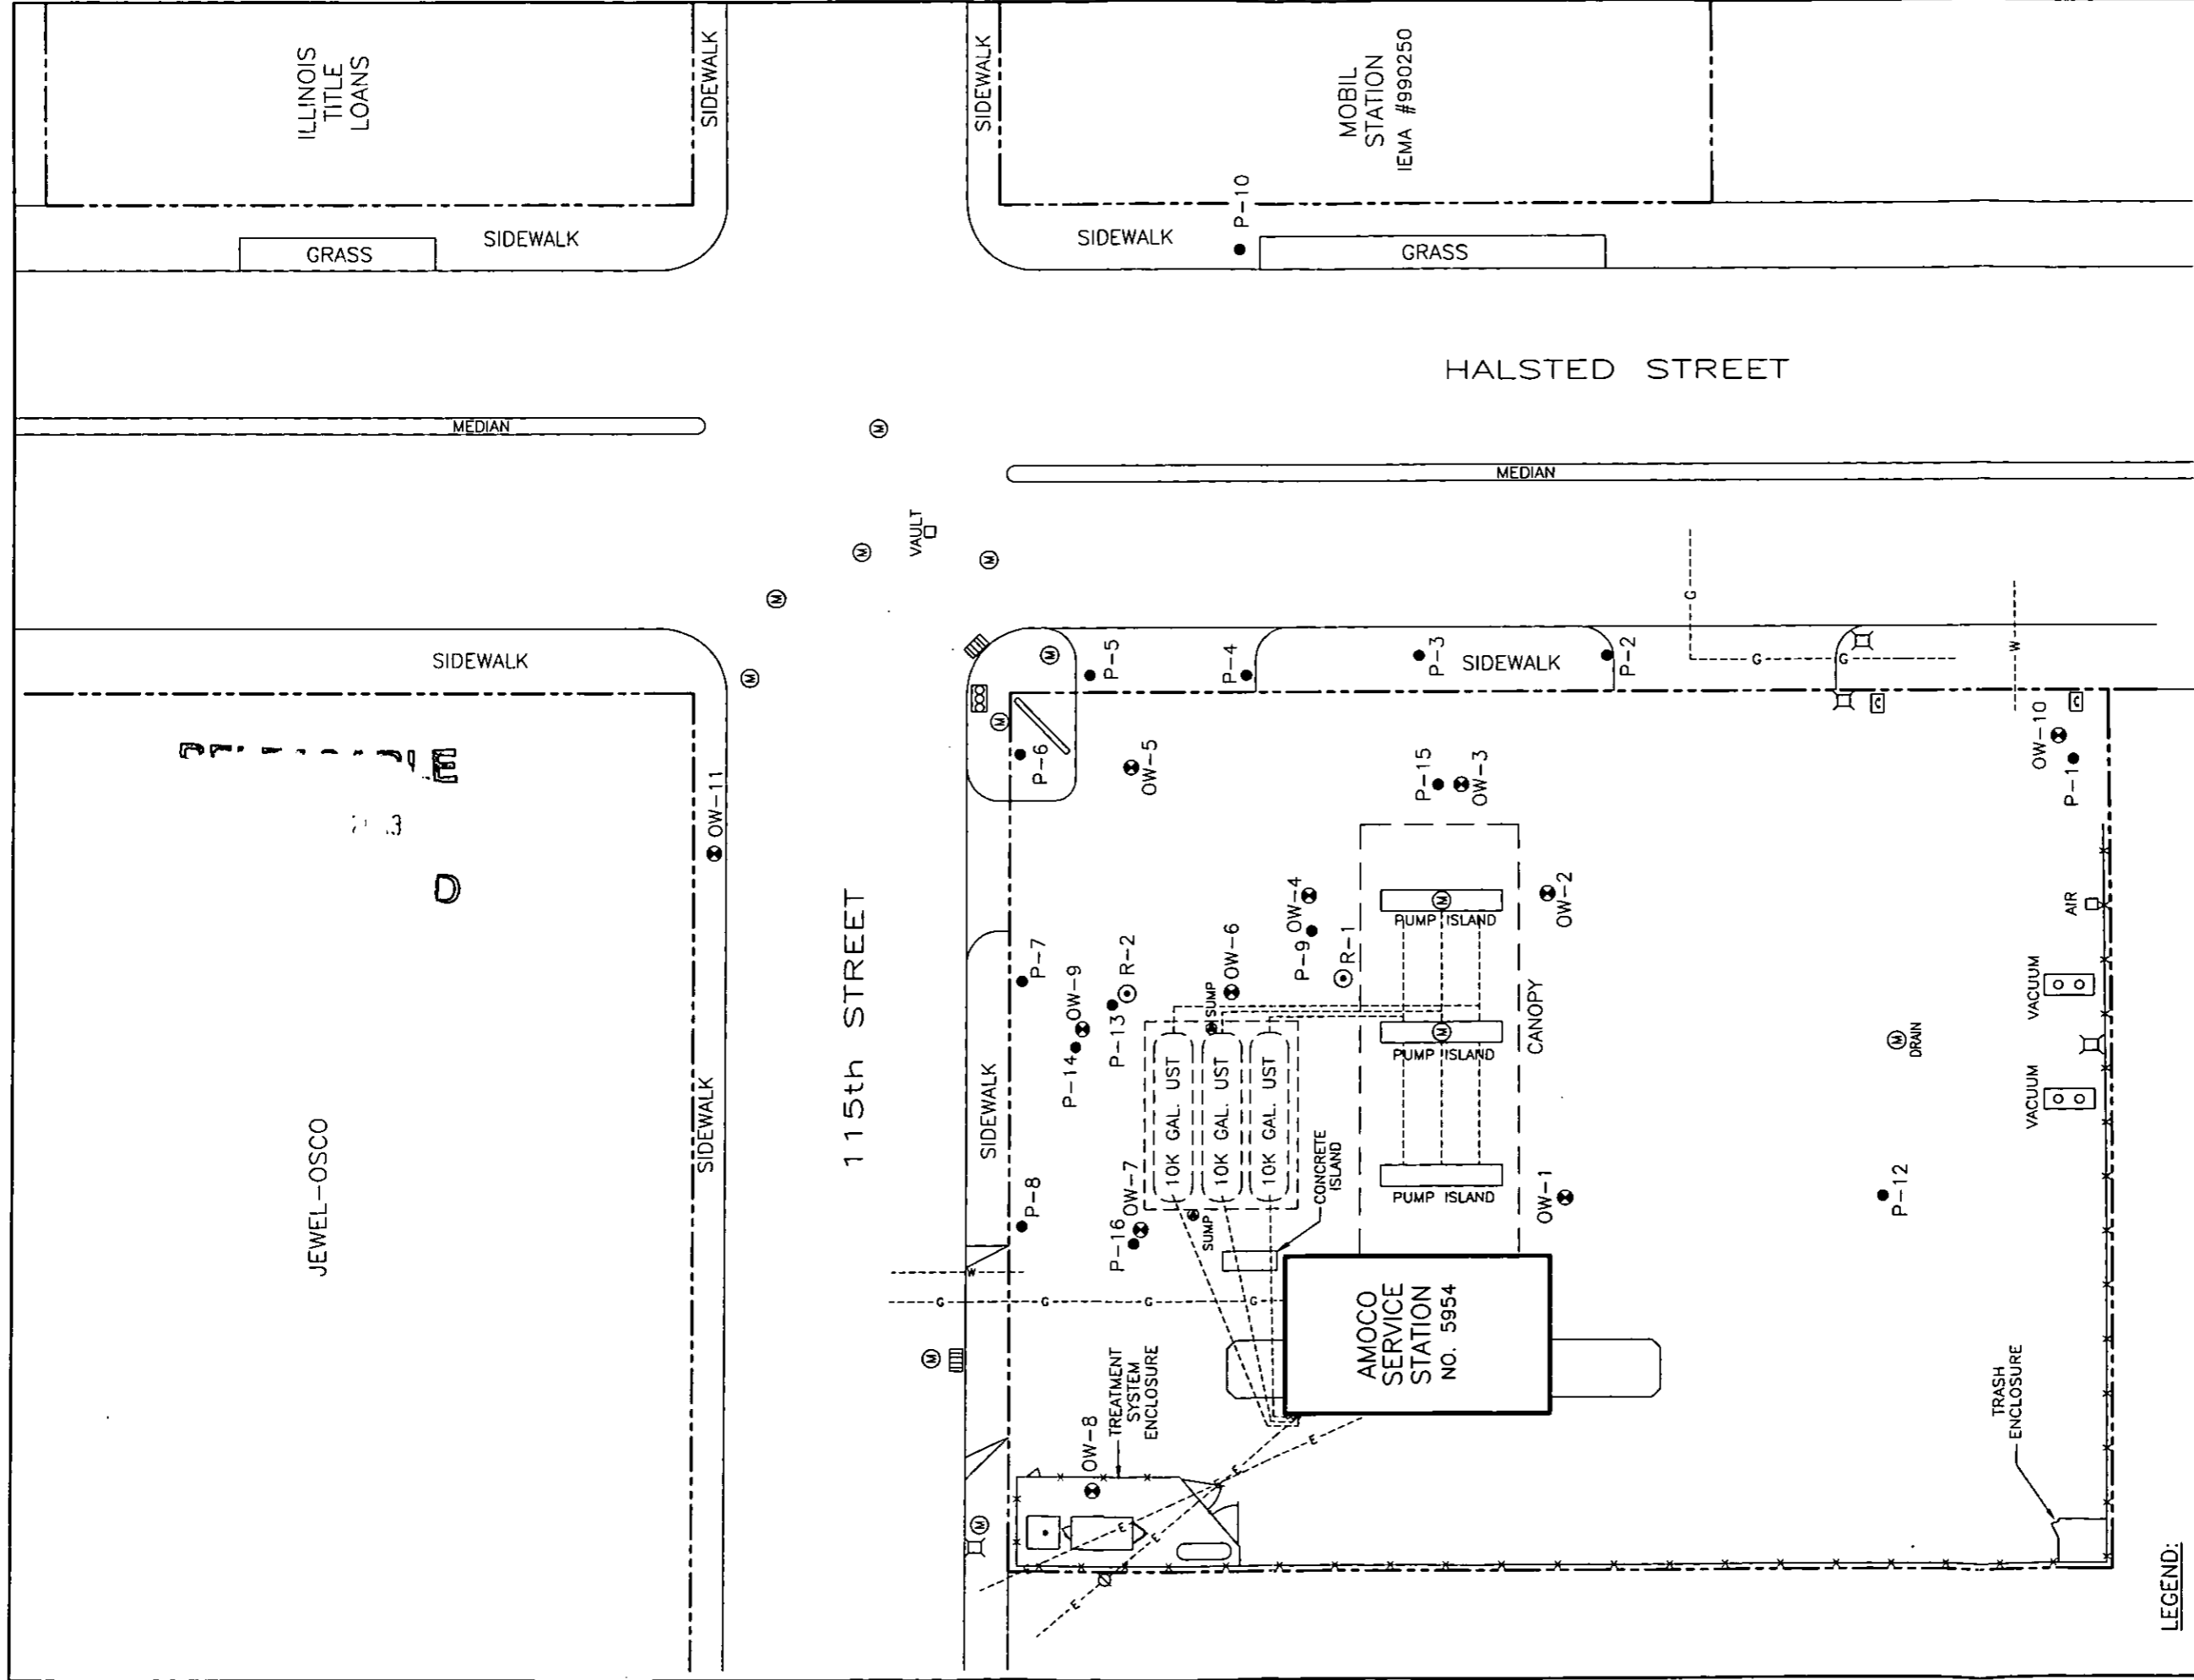 ILLINOIS
TITLE
LOANS
SIDEWALK
SIDEWALK
MOBIL
STATION
IEMA #990250
P-10
SIDEWALK
GRASS
SIDEWALK
GRASS
HALSTED STREET
MEDIAN
MEDIAN
M
VAULT
M
M
M
M
SIDEWALK
M
P-5
P-4
P-3
SIDEWALK
P-2
G
G
G
W
M
P-6
OW-5
P-15
OW-3
OW-10
P-1
OW-11
E
D
115th STREET
JEWEL-OSCO
SIDEWALK
SIDEWALK
P-7
OW-9
R-2
P-14
P-13
SUMP
OW-6
P-9
OW-4
R-1
PUMP ISLAND
M
OW-2
AIR
10K GAL. UST
10K GAL. UST
10K GAL. UST
PUMP ISLAND
M
CANOPY
M
DRAIN
VACUUM
VACUUM
P-8
P-16
OW-7
SUMP
CONCRETE
ISLAND
PUMP ISLAND
OW-1
P-12
W
G
G
G
G
M
AMOCO
SERVICE
STATION
NO. 5954
OW-8
TREATMENT
SYSTEM
ENCLOSURE
E
E
E
E
E
E
M
TRASH
ENCLOSURE
LEGEND: